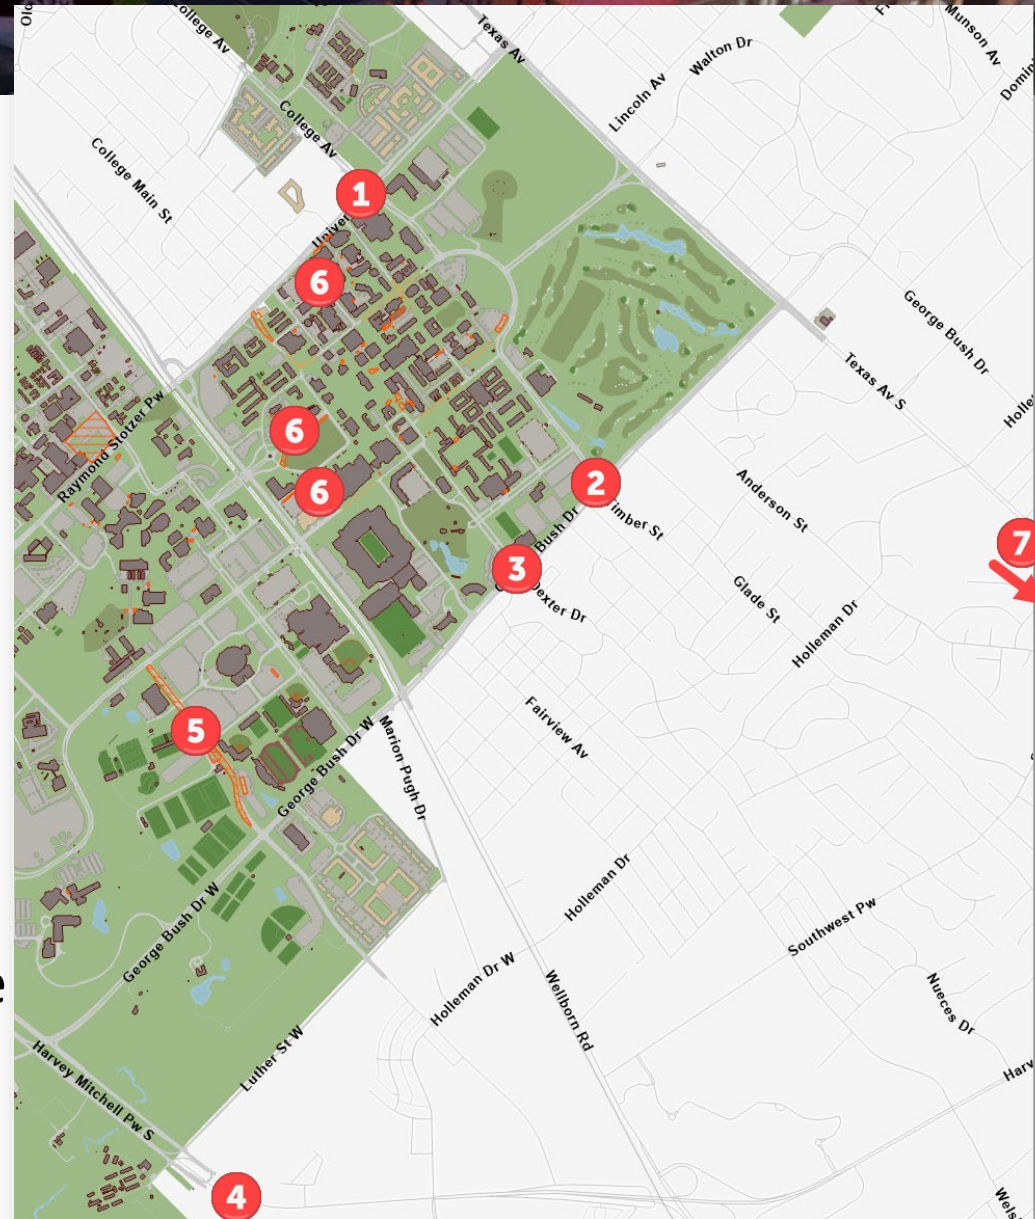 College Av
Texas Av
Munson Av
Walton Dr
Lincoln Av
College Av
College Main St
1
6
George Bush Dr
Texas Av S
Raymond Stotzer Pw
6
6
2
Anderson St
Bush Dr
7
3
Dexter Dr
Glade St
Holleman Dr
5
Fairview Av
Marion Pugh Dr
George Bush Dr W
Holleman Dr
Southwest Pw
George Bush Dr W
Holleman Dr W
Wellborn Rd
Nueces Dr
Luther St W
Harvey Mitchell Pw S
4